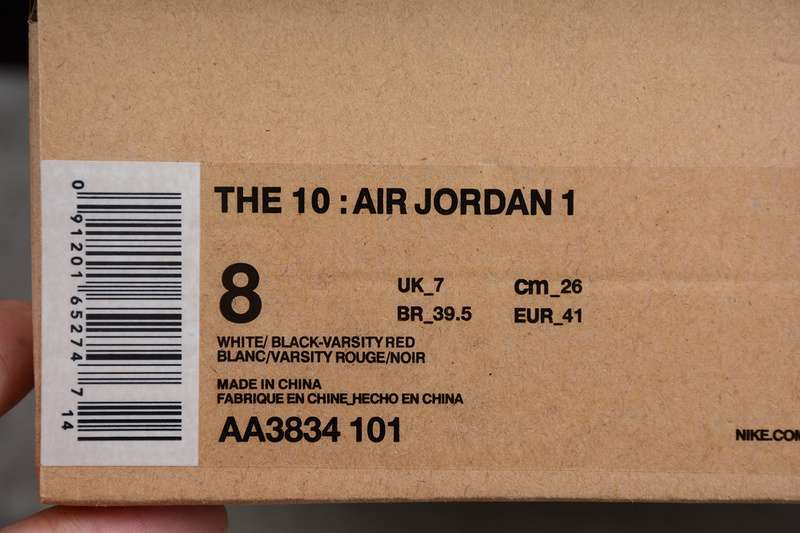 THE 10 : AIR JORDAN 1
8
UK_7
cm_26
BR_39.5
EUR_41
WHITE/ BLACK-VARSITY RED
BLANC/VARSITY ROUGE/NOIR
MADE IN CHINA
FABRIQUE EN CHINE_HECHO EN CHINA
AA3834 101
NIKE.COM
0 91201 65274 7 14